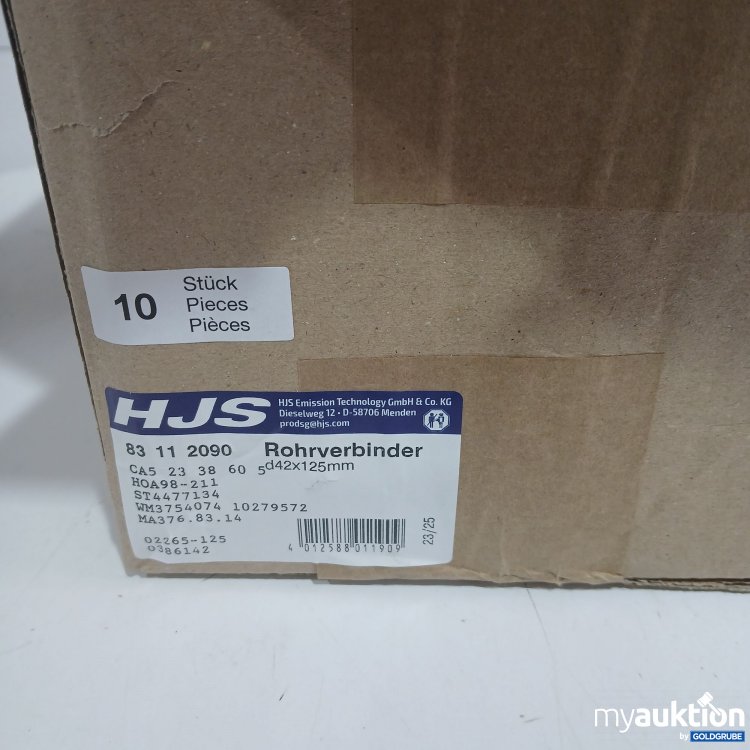 10
Stück
Pieces
Pièces
HJS
HJS Emission Technology GmbH & Co. KG
Dieselweg 12 • D-58706 Menden
prodsg@hjs.com
83 11 2090 Rohrverbinder
CA5 23 38 60 5 d42x125mm
HOA98-211
ST4477134
WM3754074 10279572
MA376.83.14
02265-125
0386142
4 012588 011909
23/25
myauktion
by GOLDGRUBE